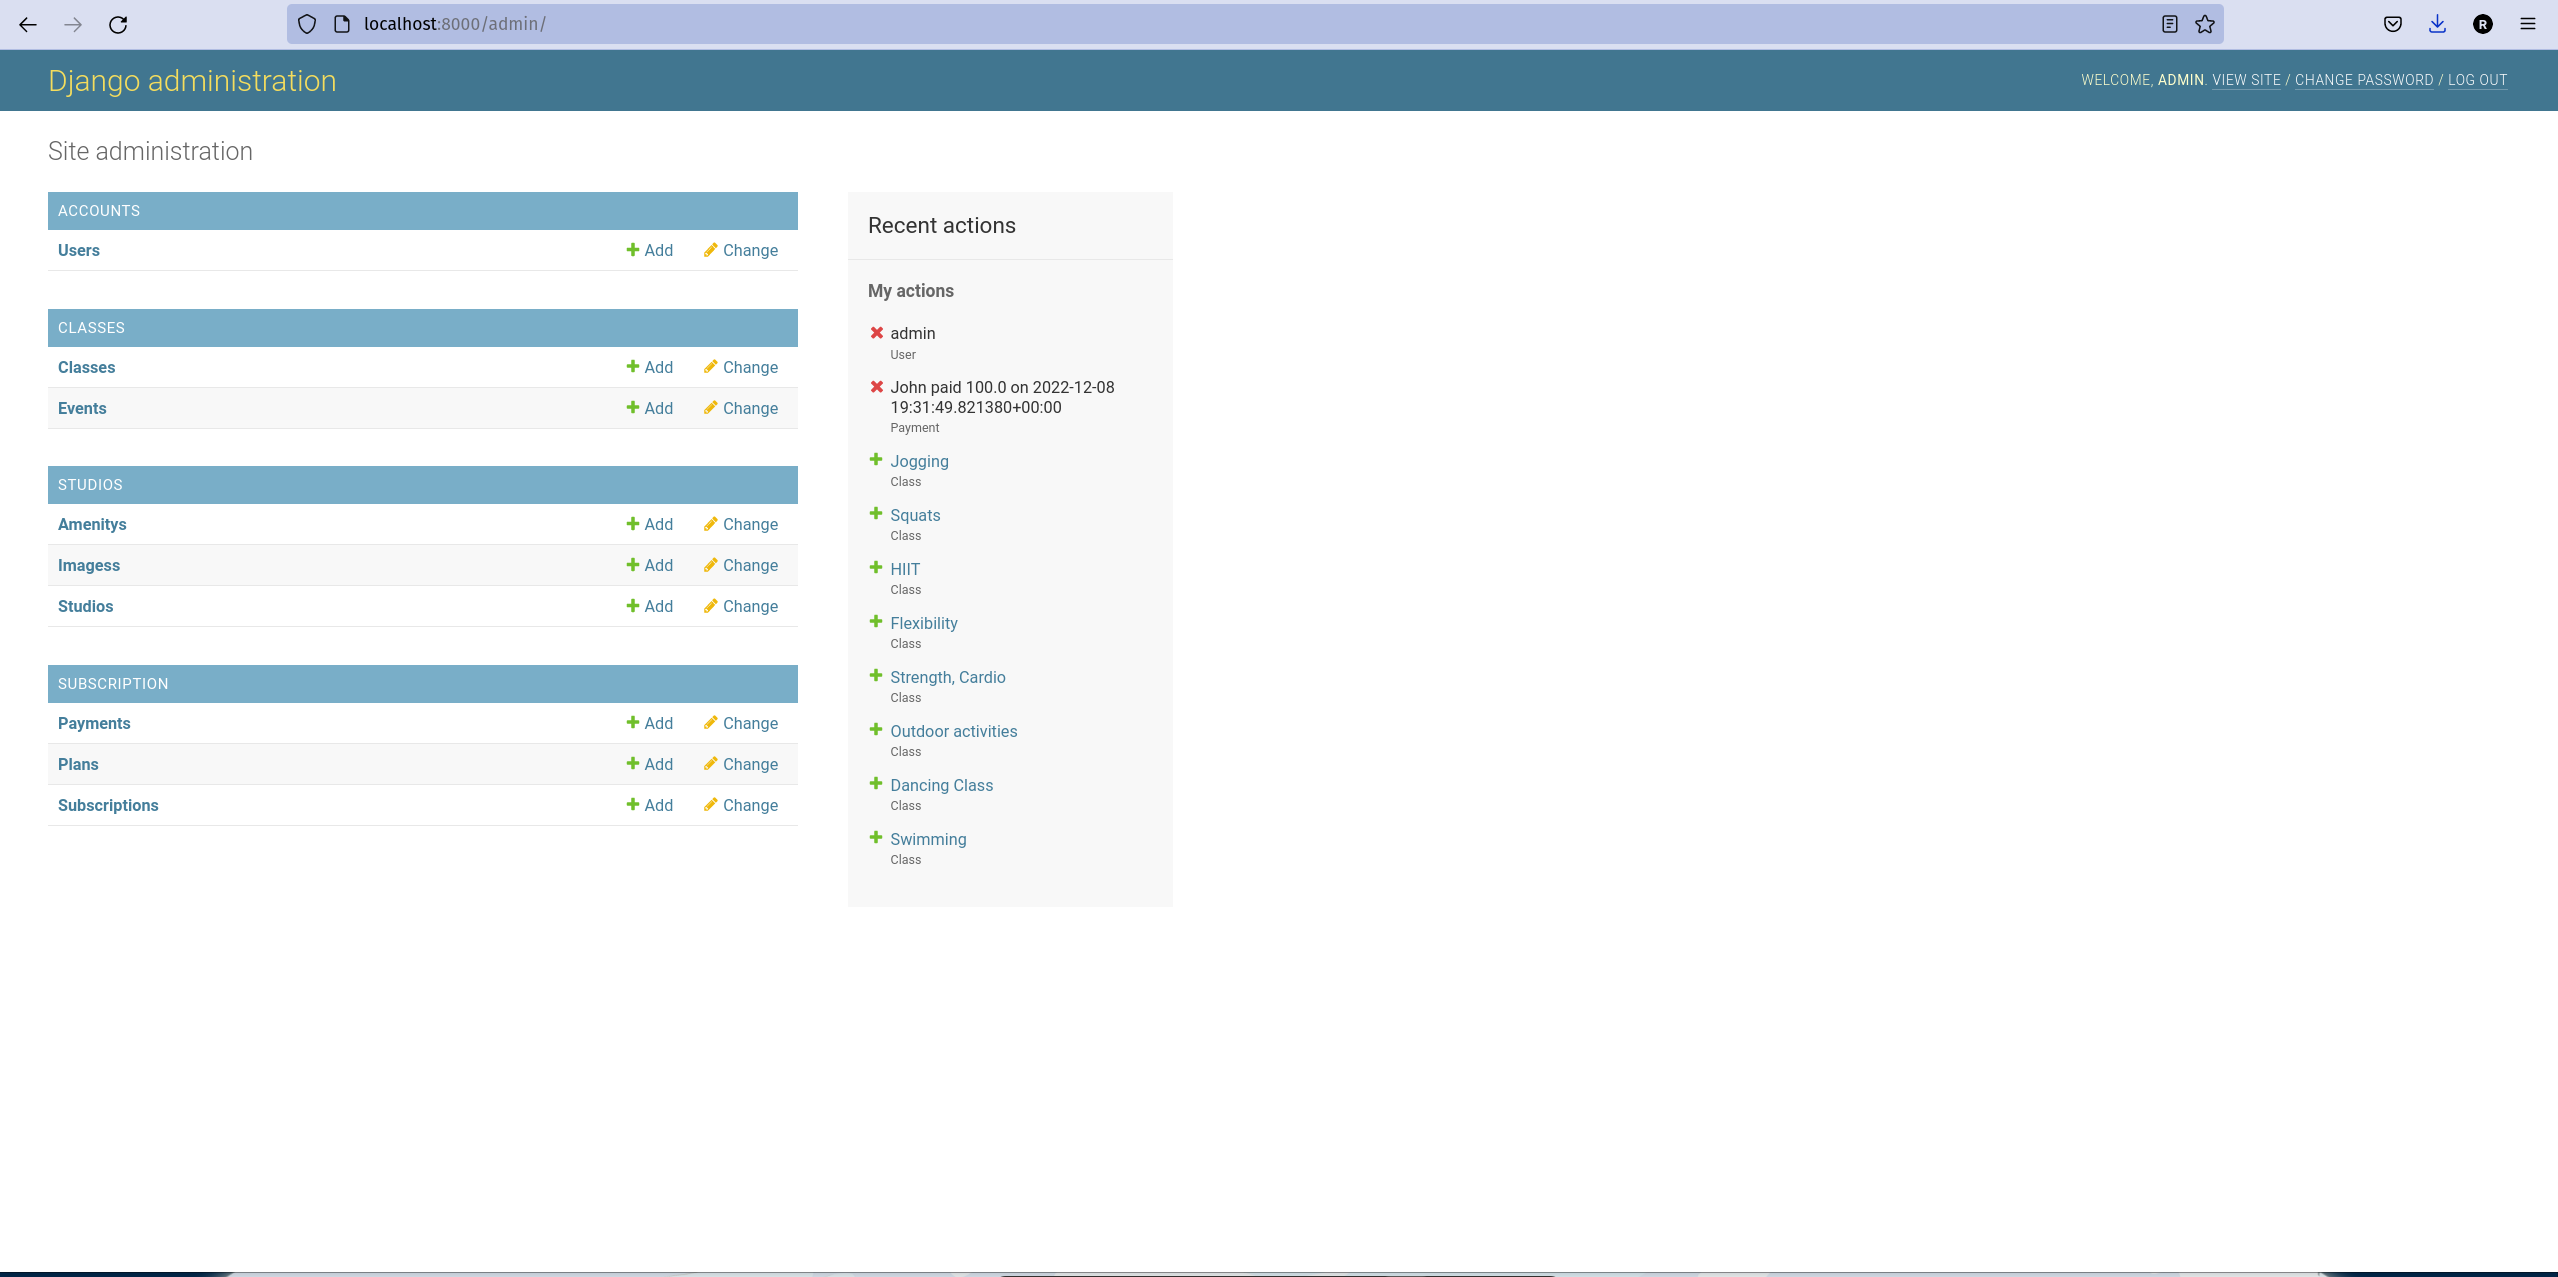 localhost:8000/admin/
R
Django administration
WELCOME, ADMIN. VIEW SITE / CHANGE PASSWORD / LOG OUT
Site administration
ACCOUNTS
Users Add Change
CLASSES
Classes Add Change
Events Add Change
STUDIOS
Amenitys Add Change
Imagess Add Change
Studios Add Change
SUBSCRIPTION
Payments Add Change
Plans Add Change
Subscriptions Add Change
Recent actions
My actions
admin
User
John paid 100.0 on 2022-12-08
19:31:49.821380+00:00
Payment
Jogging
Class
Squats
Class
HIIT
Class
Flexibility
Class
Strength, Cardio
Class
Outdoor activities
Class
Dancing Class
Class
Swimming
Class